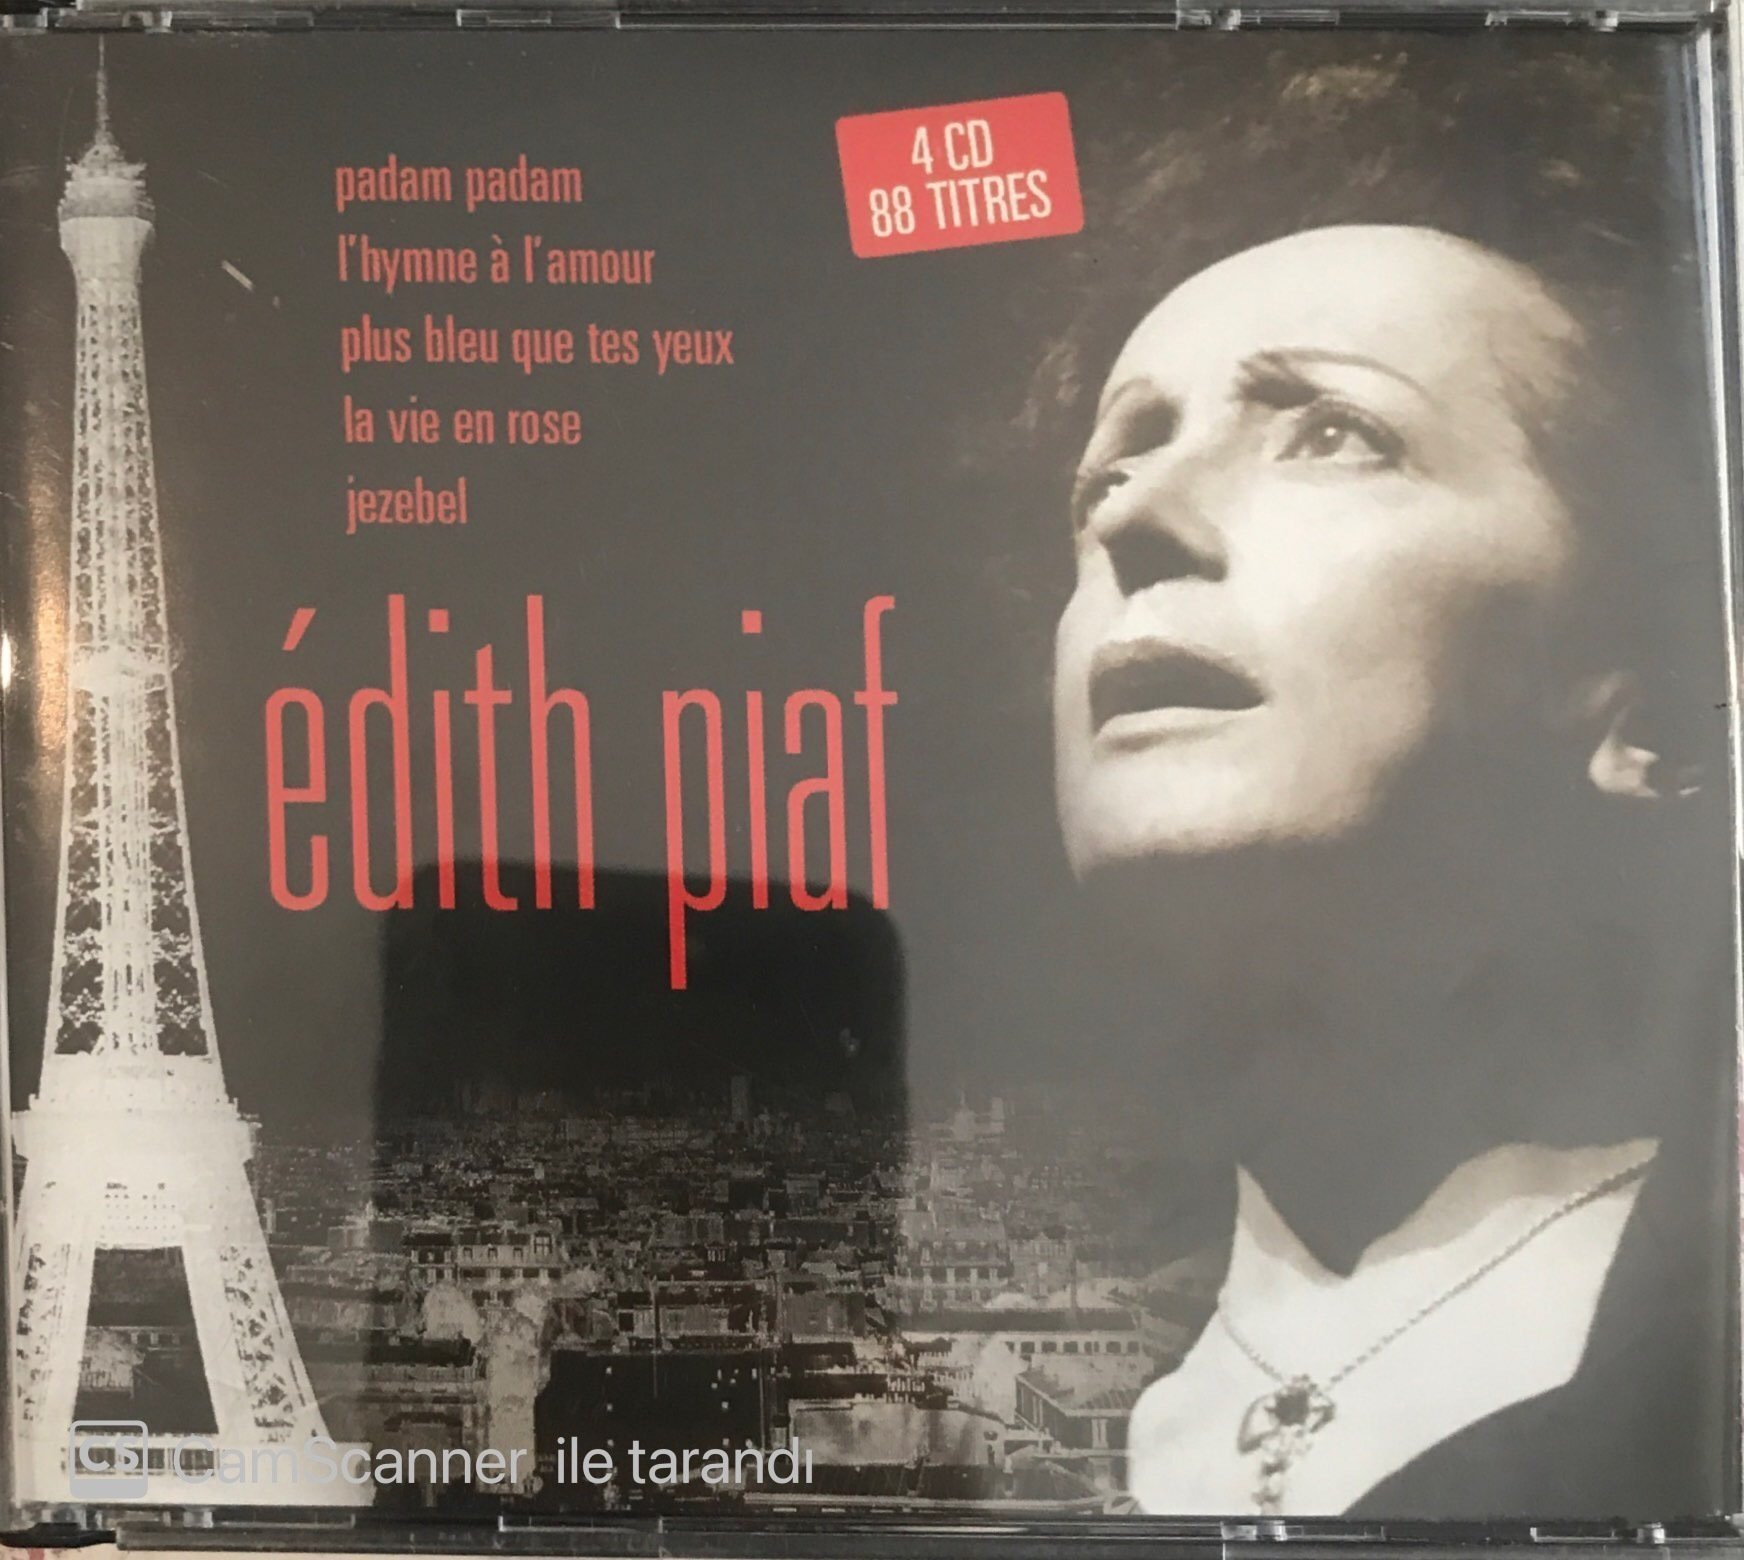 4 CD
88 TITRES
padam padam
l'hymne à l'amour
plus bleu que tes yeux
la vie en rose
jezebel
édith piaf
CS CamScanner ile tarandı